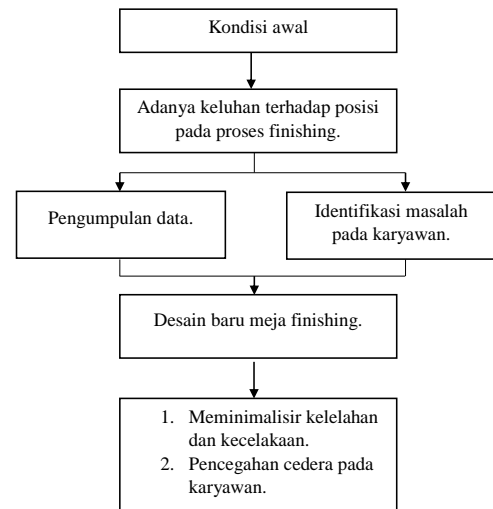 Kondisi awal
Adanya keluhan terhadap posisi
pada proses finishing.
Pengumpulan data.
Identifikasi masalah
pada karyawan.
Desain baru meja finishing.
1. Meminimalisir kelelahan
dan kecelakaan.
2. Pencegahan cedera pada
karyawan.